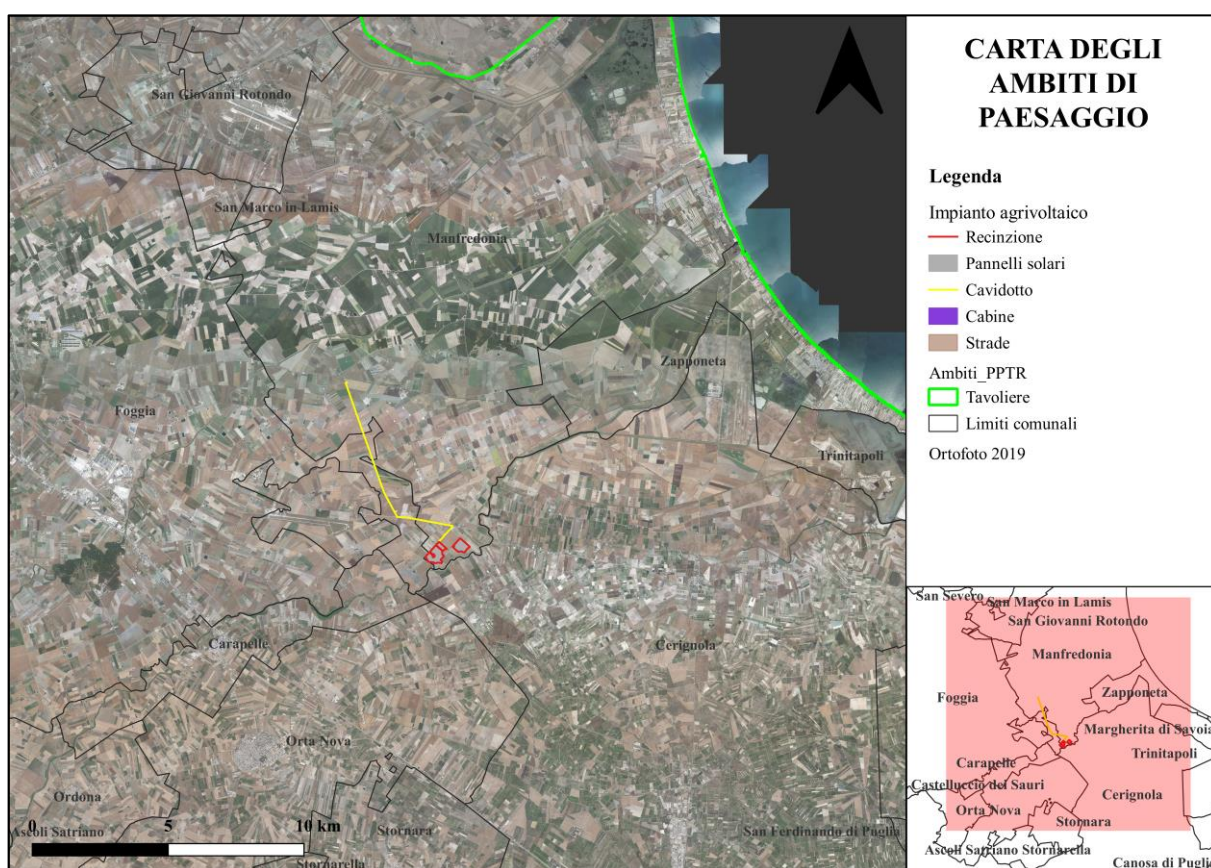 San Giovanni Rotondo
San Marco in-Lamis
Manfredonia
Zapponeta
Foggia
Trinitapoli
Carapelle
Cerignola
Orta Nova
Ordona
Ascoli Satriano
Stornara
San Ferdinando di Puglia
Stornarella
0 5 10 km
CARTA DEGLI
AMBITI DI
PAESAGGIO
Legenda
Impianto agrivoltaico
Recinzione
Pannelli solari
Cavidotto
Cabine
Strade
Ambiti_PPTR
Tavoliere
Limiti comunali
Ortofoto 2019
San Severo
San Marco in Lamis
San Giovanni Rotondo
Manfredonia
Foggia
Zapponeta
Margherita di Savoia
Trinitapoli
Carapelle
Castelluccio dei Sauri
Cerignola
Orta Nova
Stornara
Ascoli Satriano Stornarella
Canosa di Puglia